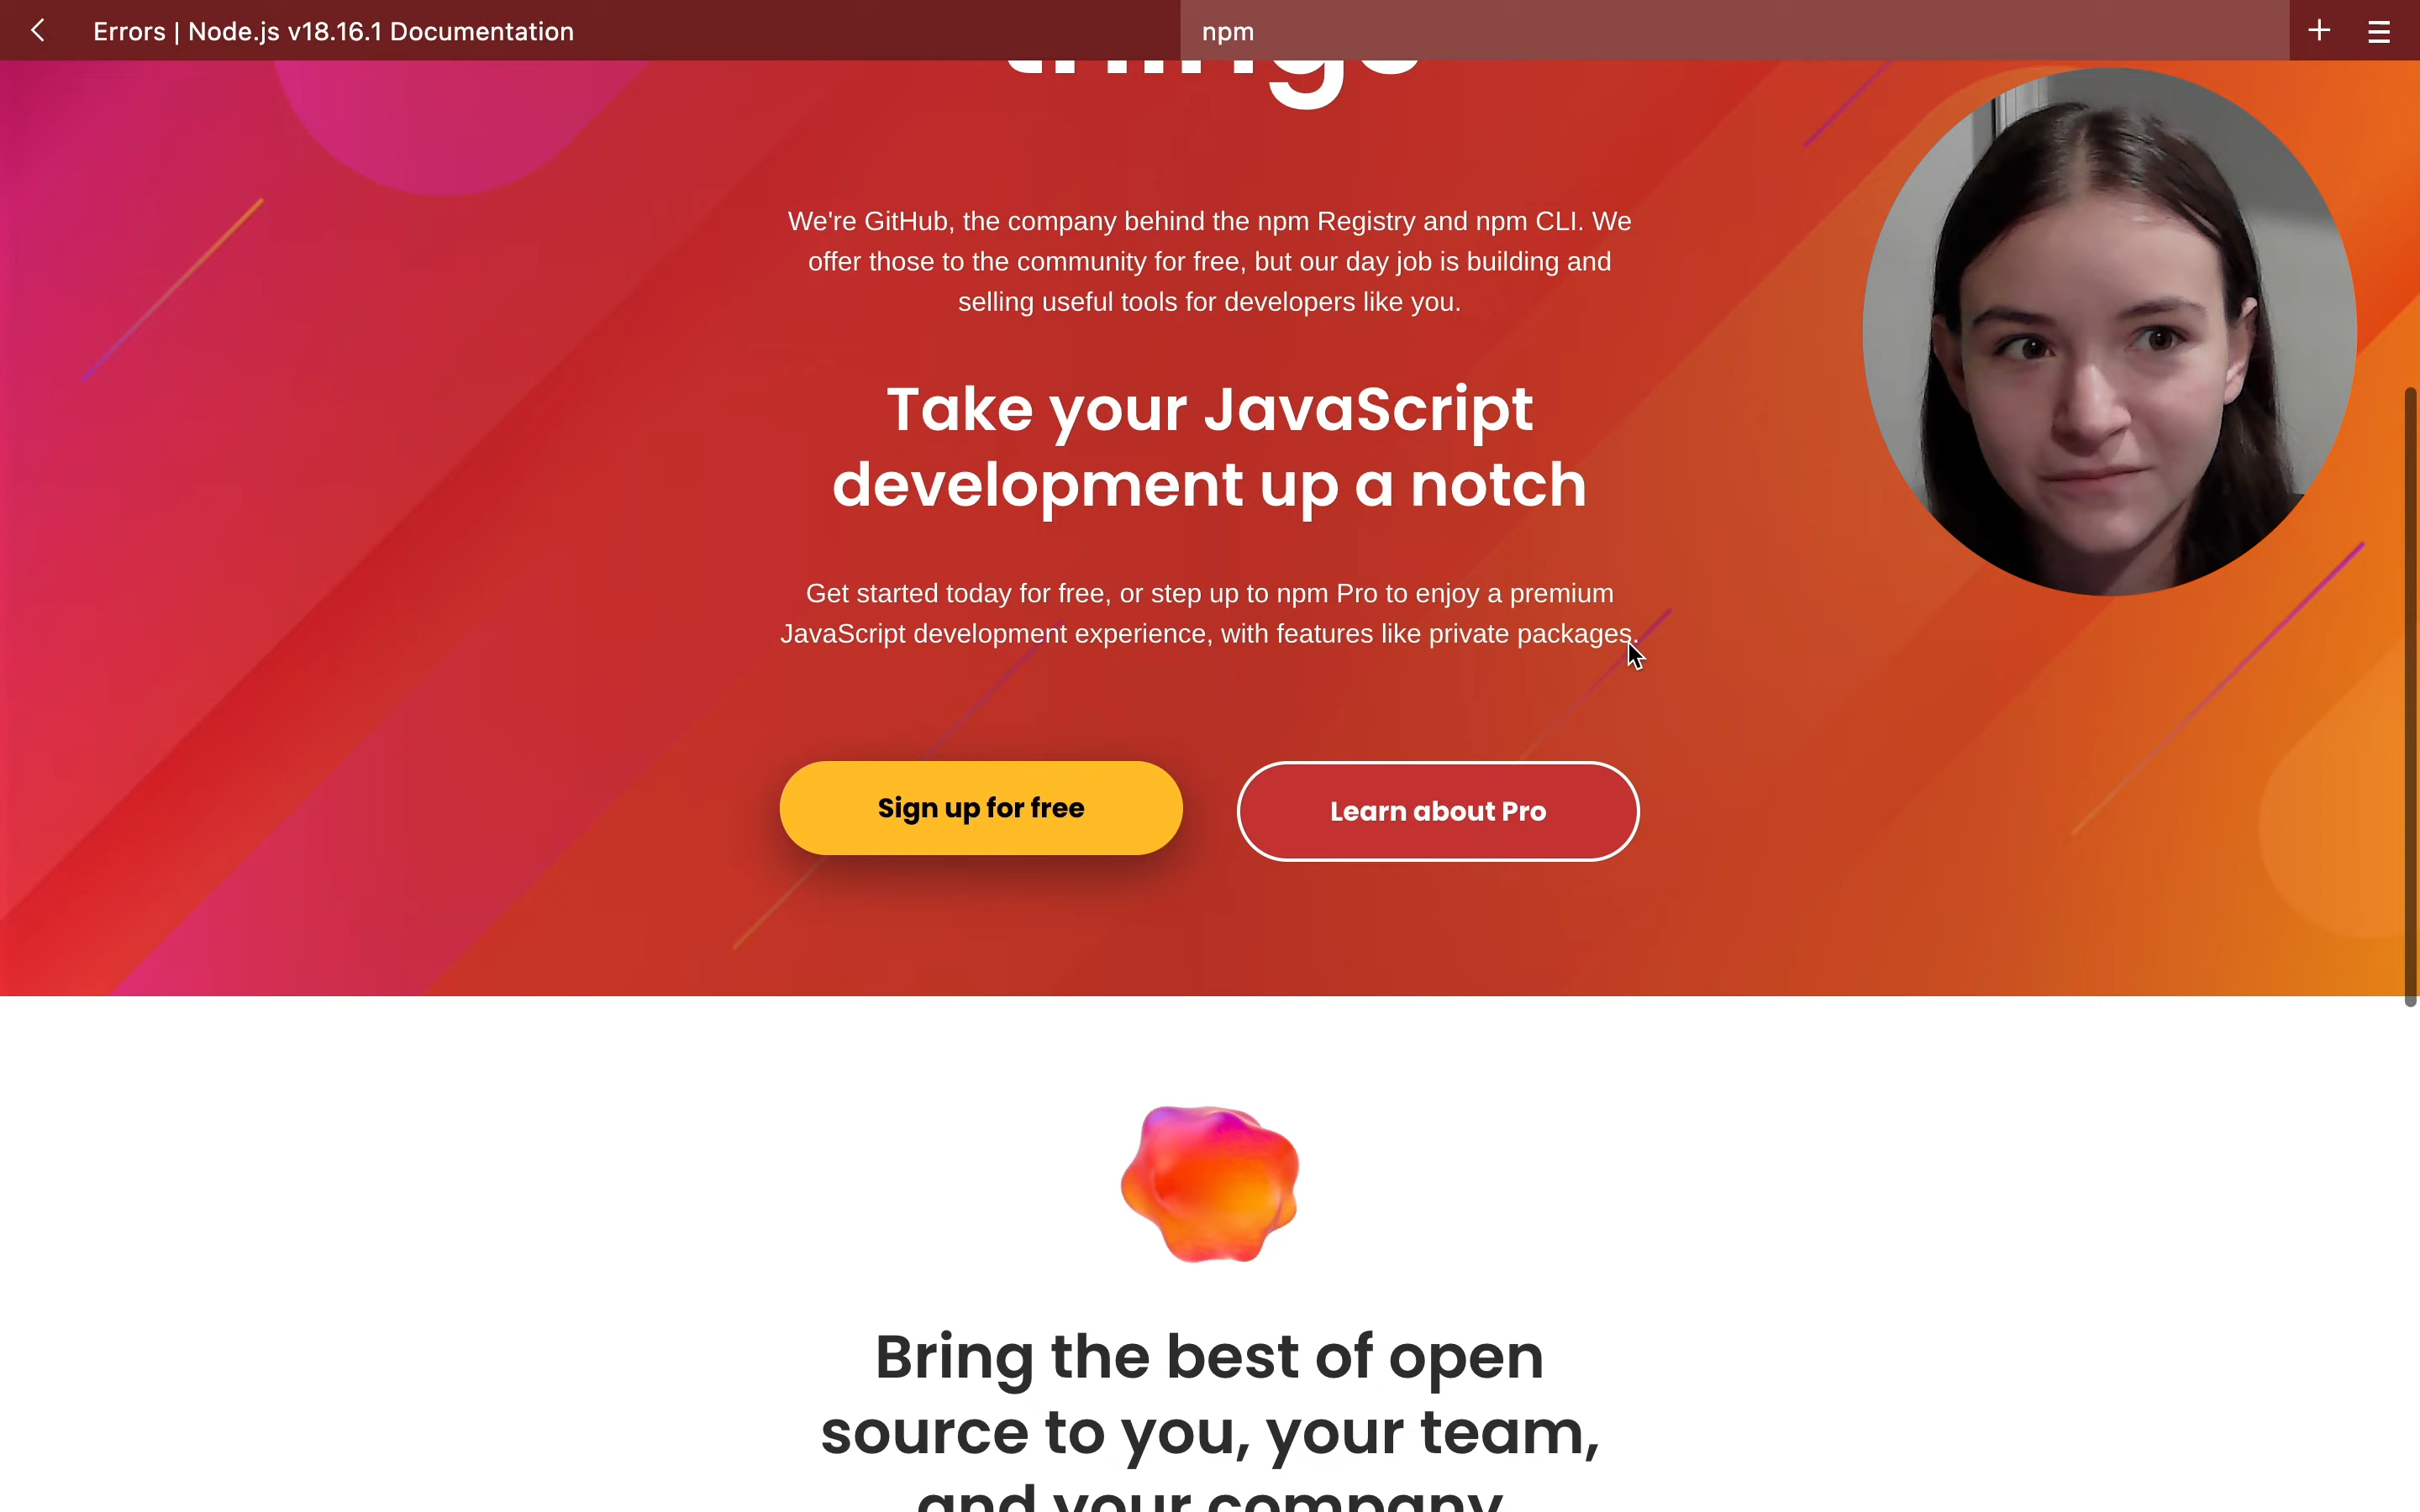 Errors | Node.js v18.16.1 Documentation
npm
things
We're GitHub, the company behind the npm Registry and npm CLI. We
offer those to the community for free, but our day job is building and
selling useful tools for developers like you.
Take your JavaScript
development up a notch
Get started today for free, or step up to npm Pro to enjoy a premium
JavaScript development experience, with features like private packages.
Sign up for free
Learn about Pro
Bring the best of open
source to you, your team,
and your company